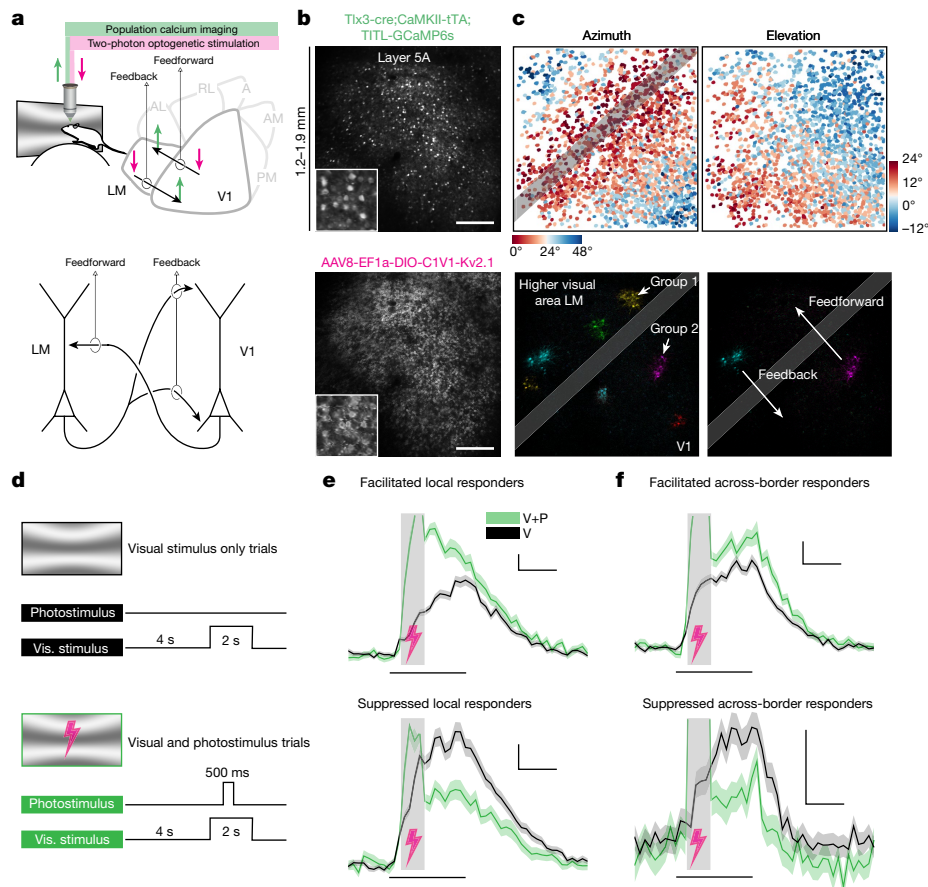 a
Population calcium imaging
Two-photon optogenetic stimulation
Feedforward
Feedback
RL
A
AL
AM
PM
LM
V1
Feedforward
Feedback
LM
V1
b
Tlx3-cre;CaMKII-tTA;
TITL-GCaMP6s
Layer 5A
1.2–1.9 mm
AAV8-EF1a-DIO-C1V1-Kv2.1
c
Azimuth
Elevation
24°
12°
0°
–12°
0°
24°
48°
Higher visual
area LM
Group 1
Group 2
V1
Feedforward
Feedback
d
Visual stimulus only trials
Photostimulus
Vis. stimulus
4 s
2 s
Visual and photostimulus trials
500 ms
Photostimulus
Vis. stimulus
4 s
2 s
e
Facilitated local responders
V+P
V
Suppressed local responders
f
Facilitated across-border responders
Suppressed across-border responders